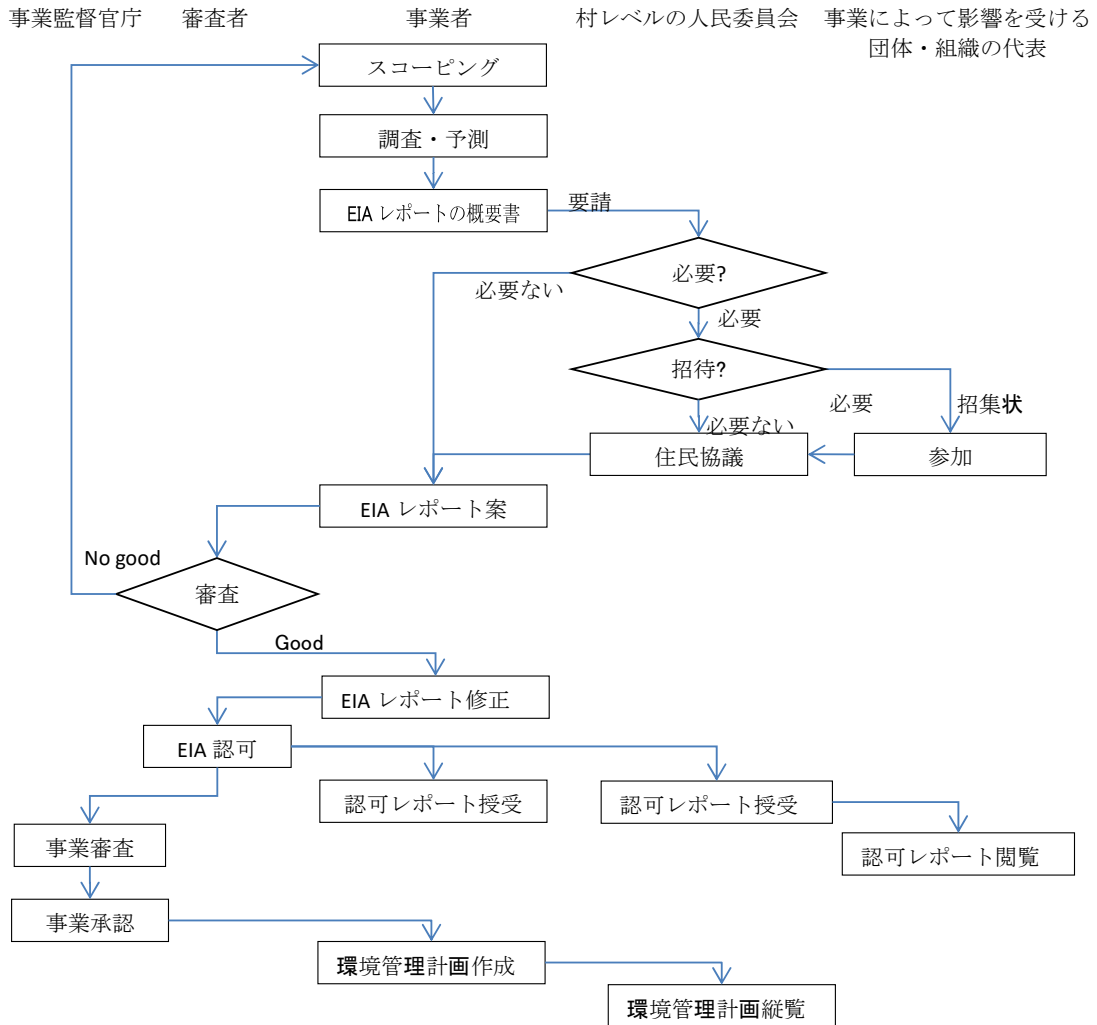 事業監督官庁 審査者 事業者 村レベルの人民委員会 事業によって影響を受ける
団体・組織の代表
スコーピング
調査・予測
EIA レポートの概要書
要請
必要?
必要ない
必要
招待?
必要
招集状
必要ない
住民協議
参加
EIA レポート案
No good
審査
Good
EIA レポート修正
EIA 認可
認可レポート授受
認可レポート授受
事業審査
認可レポート閲覧
事業承認
環境管理計画作成
環境管理計画縦覧